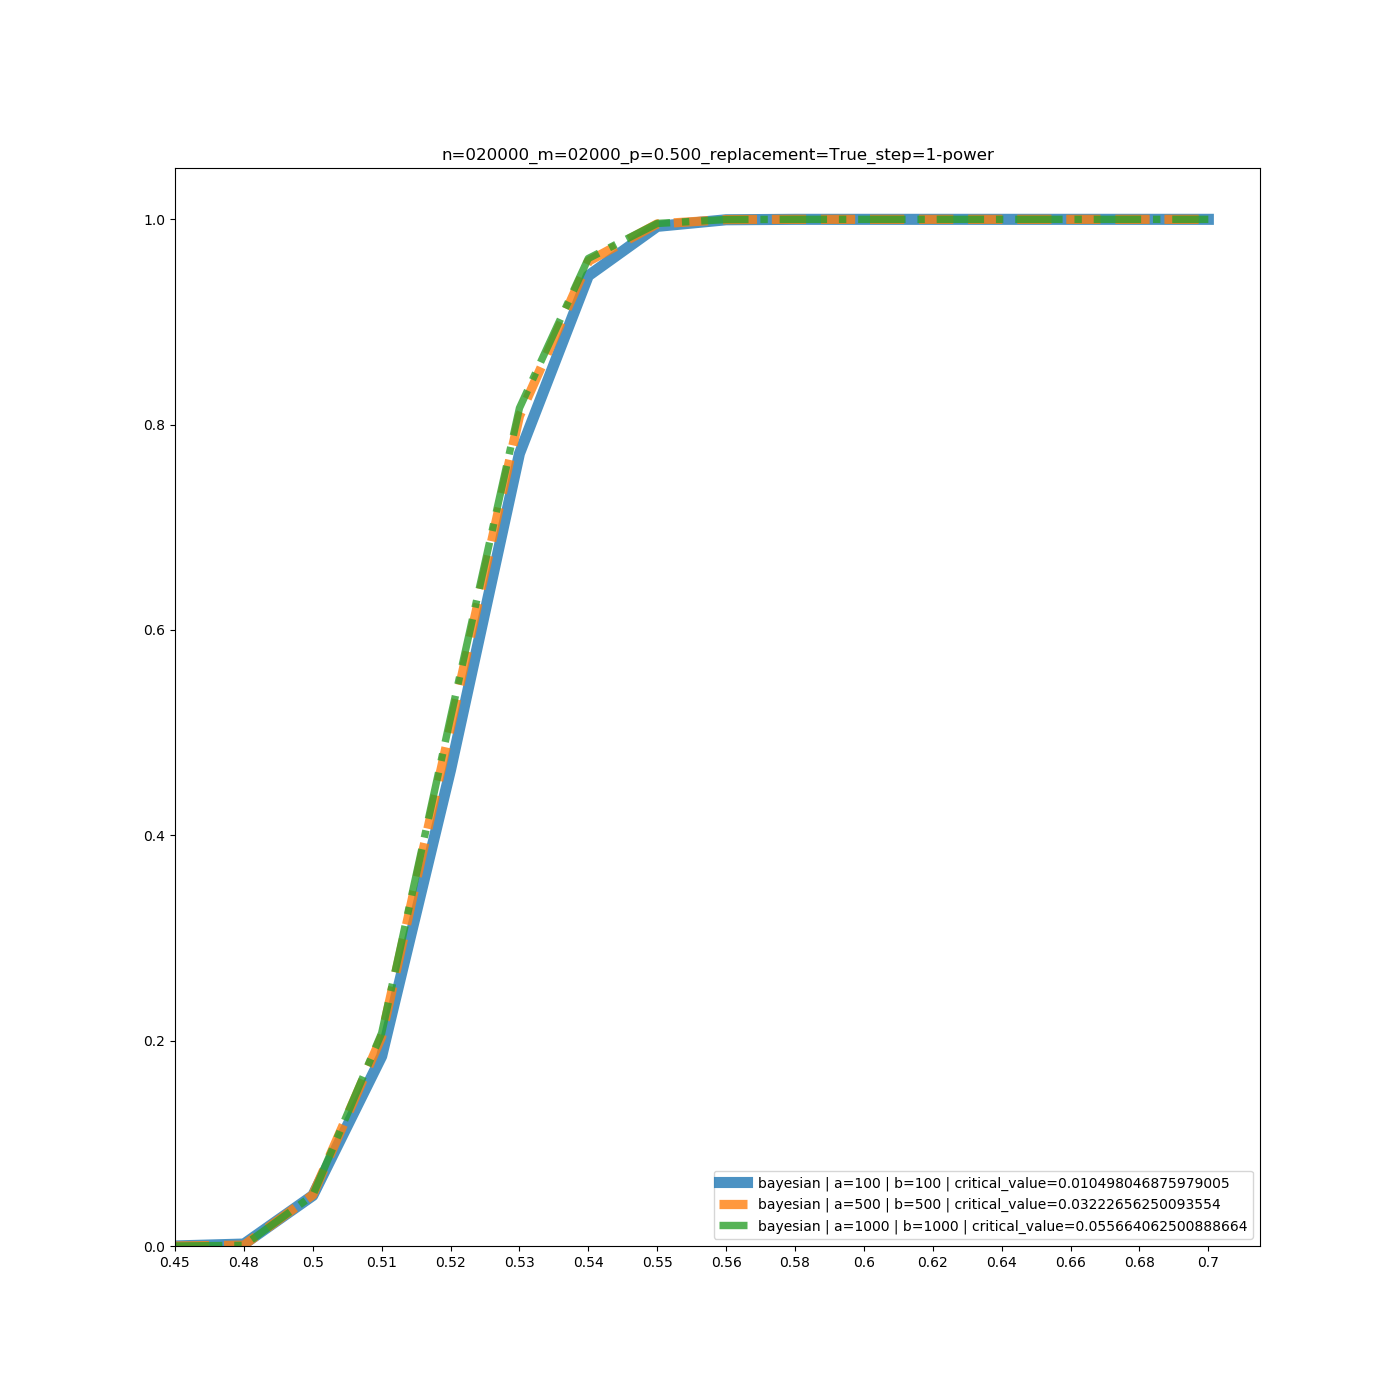 n=020000_m=02000_p=0.500_replacement=True_step=1-power
1.0
0.8
0.6
0.4
0.2
0.0
0.45 0.48 0.5 0.51 0.52 0.53 0.54 0.55 0.56 0.58 0.6 0.62 0.64 0.66 0.68 0.7
bayesian | a=100 | b=100 | critical_value=0.010498046875979005
bayesian | a=500 | b=500 | critical_value=0.03222656250093554
bayesian | a=1000 | b=1000 | critical_value=0.055664062500888664